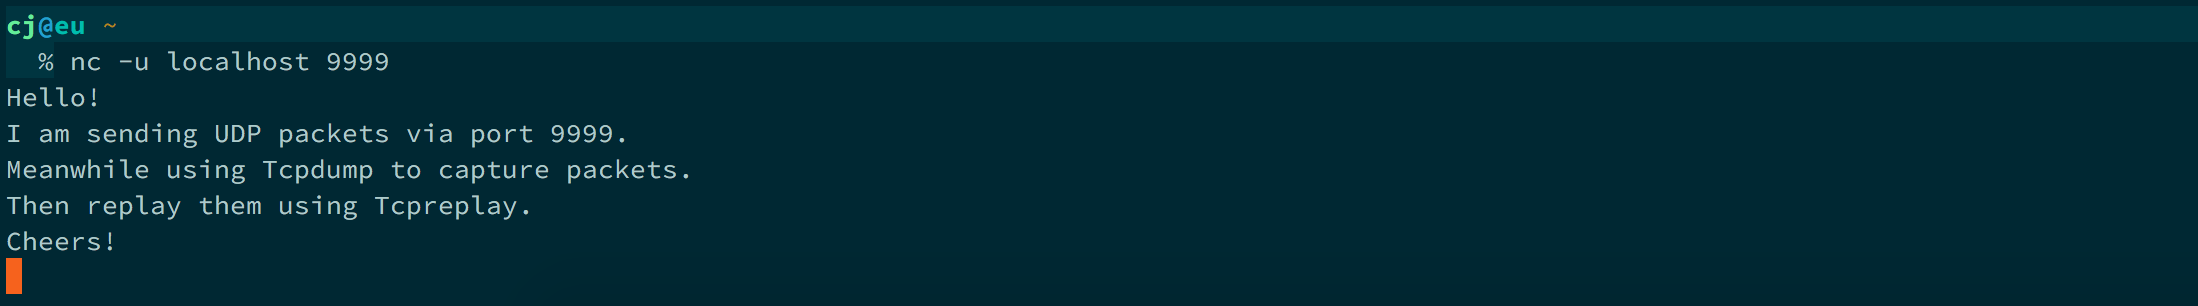 cj@eu ~
% nc -u localhost 9999
Hello!
I am sending UDP packets via port 9999.
Meanwhile using Tcpdump to capture packets.
Then replay them using Tcpreplay.
Cheers!